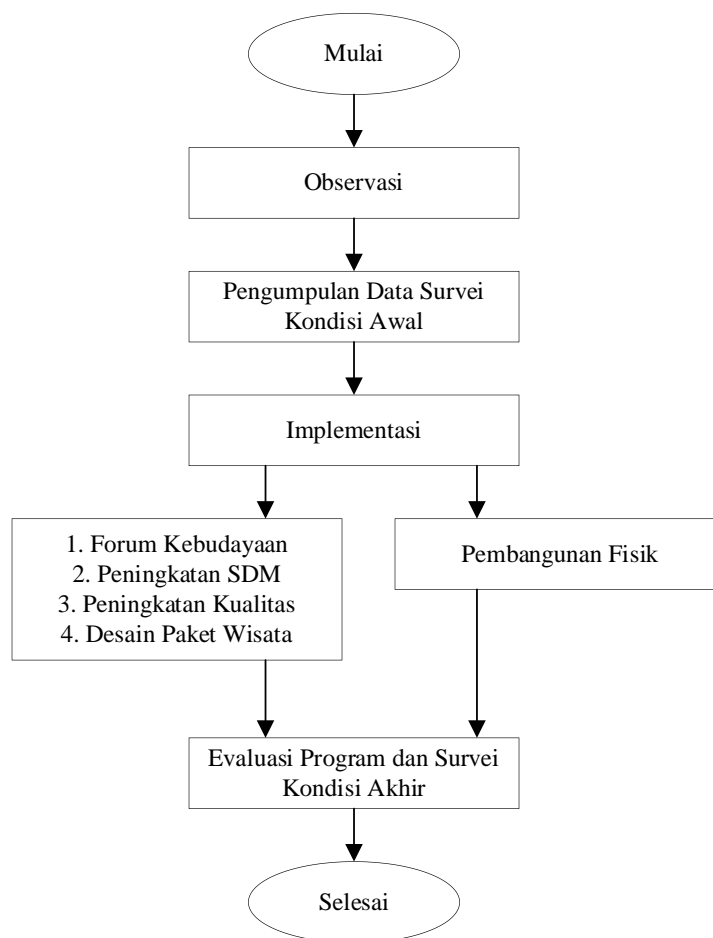 Mulai
Observasi
Pengumpulan Data Survei
Kondisi Awal
Implementasi
1. Forum Kebudayaan
2. Peningkatan SDM
3. Peningkatan Kualitas
4. Desain Paket Wisata
Pembangunan Fisik
Evaluasi Program dan Survei
Kondisi Akhir
Selesai